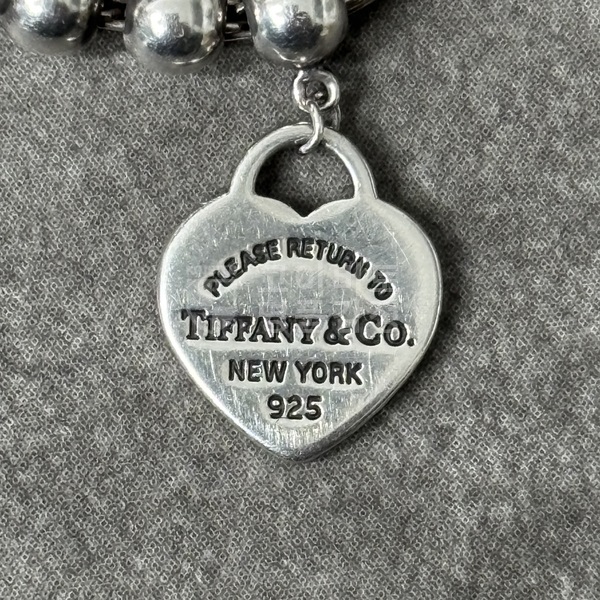 PLEASE RETURN TO
TIFFANY & CO.
NEW YORK
925